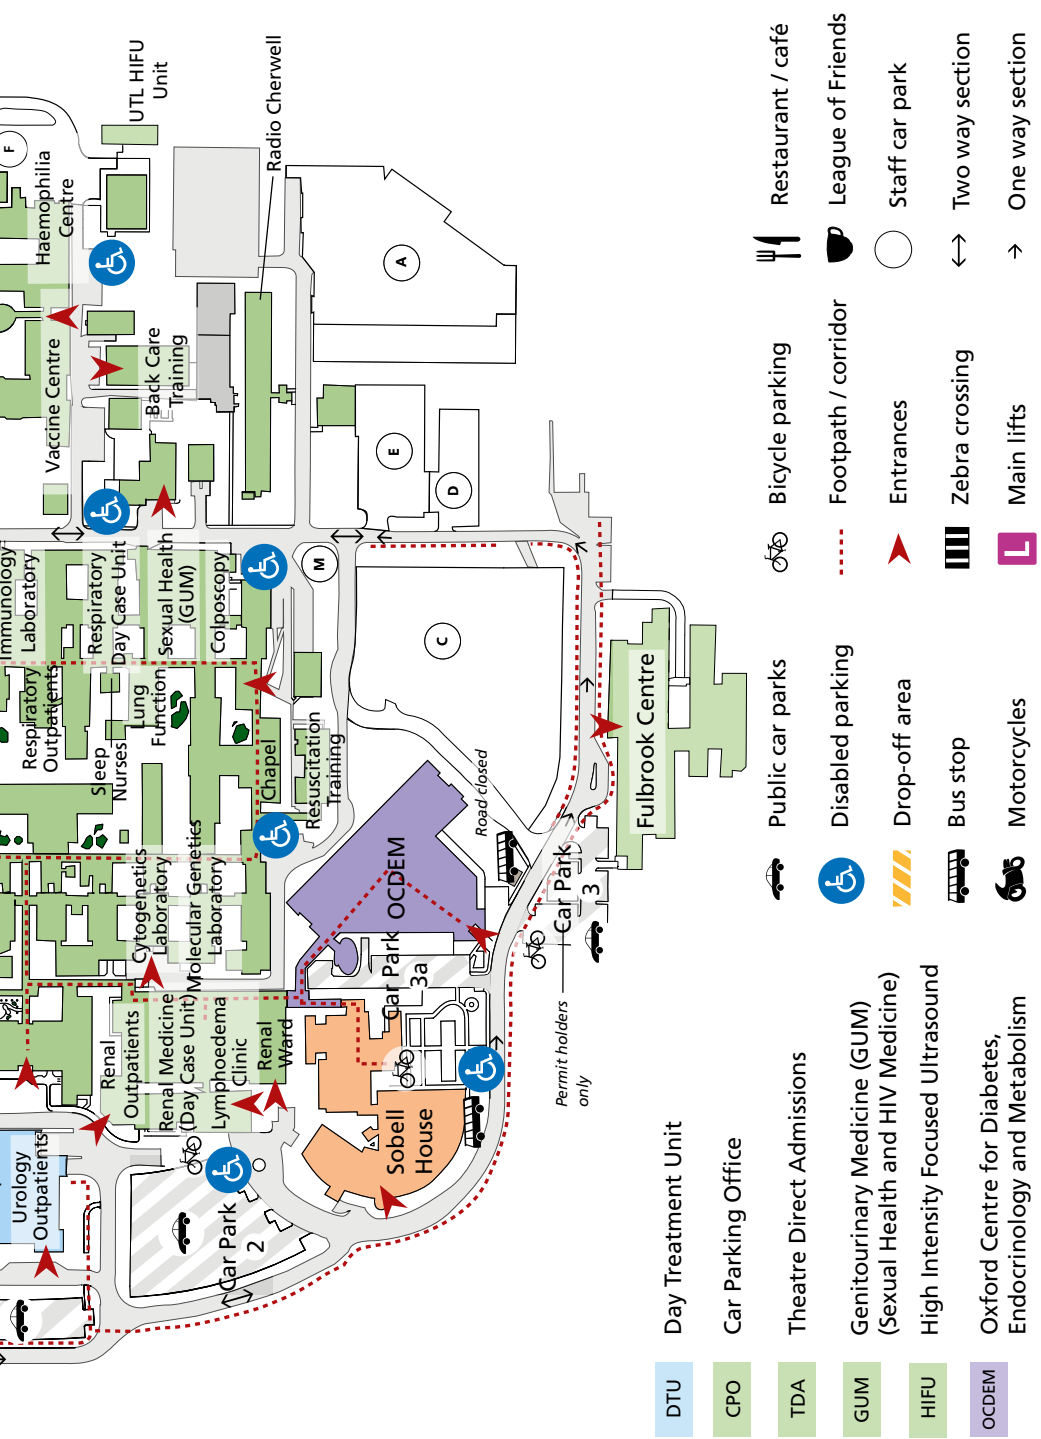 F
UTL HIFU
Unit
Haemophilia
Centre
Radio Cherwell
A
Vaccine Centre
Back Care
Training
E
D
Immunology
Laboratory
Respiratory
Day Case Unit
Sexual Health
(GUM)
Colposcopy
M
C
Respiratory
Outpatients
Sleep
Nurses
Lung
Function
Chapel
Resuscitation
Training
Road closed
Fulbrook Centre
Cytogenetics
Laboratory
Molecular Genetics
Laboratory
OCDEM
Car Park
3
Car Park
3a
Permit holders
only
Renal
Outpatients
Renal Medicine
(Day Case Unit)
Lymphoedema
Clinic
Renal
Ward
Sobell
House
Urology
Outpatients
Car Park
2
DTU
Day Treatment Unit
CPO
Car Parking Office
TDA
Theatre Direct Admissions
GUM
Genitourinary Medicine (GUM)
(Sexual Health and HIV Medicine)
HIFU
High Intensity Focused Ultrasound
OCDEM
Oxford Centre for Diabetes,
Endocrinology and Metabolism
Public car parks
Disabled parking
Drop-off area
Bus stop
Motorcycles
Bicycle parking
Footpath / corridor
Entrances
Zebra crossing
L
Main lifts
Restaurant / café
League of Friends
Staff car park
Two way section
One way section